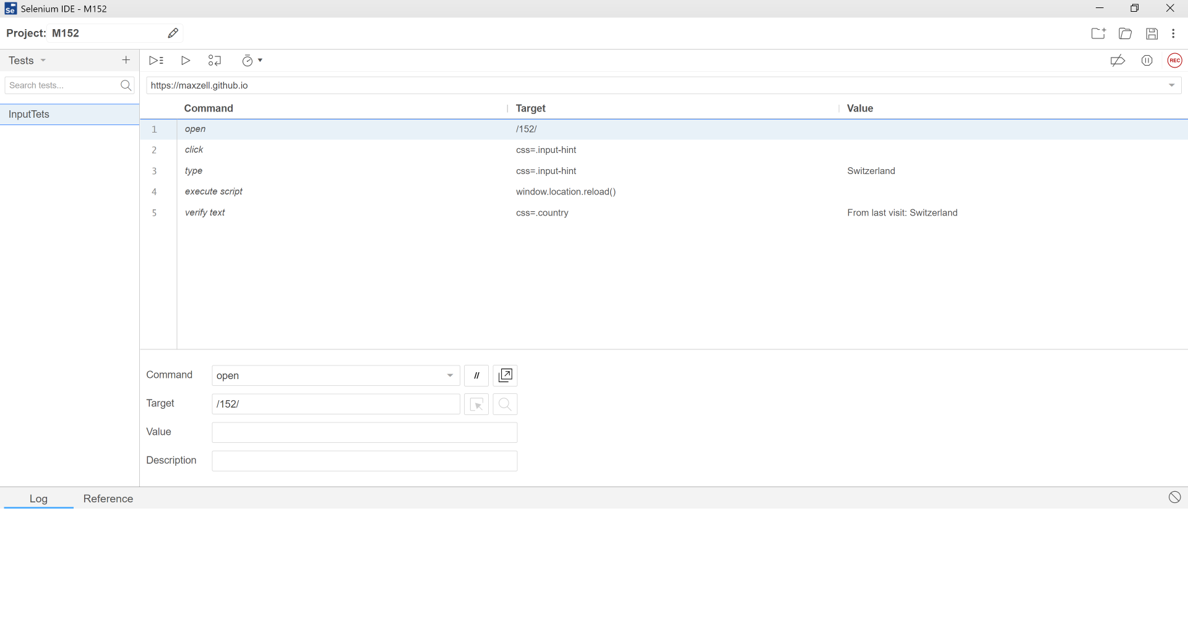 Se Selenium IDE - M152
Project: M152
Tests
REC
Search tests...
https://maxzell.github.io
InputTets
Command Target Value
1 open /152/
2 click css=.input-hint
3 type css=.input-hint Switzerland
4 execute script window.location.reload()
5 verify text css=.country From last visit: Switzerland
Command open //
Target /152/
Value
Description
Log Reference